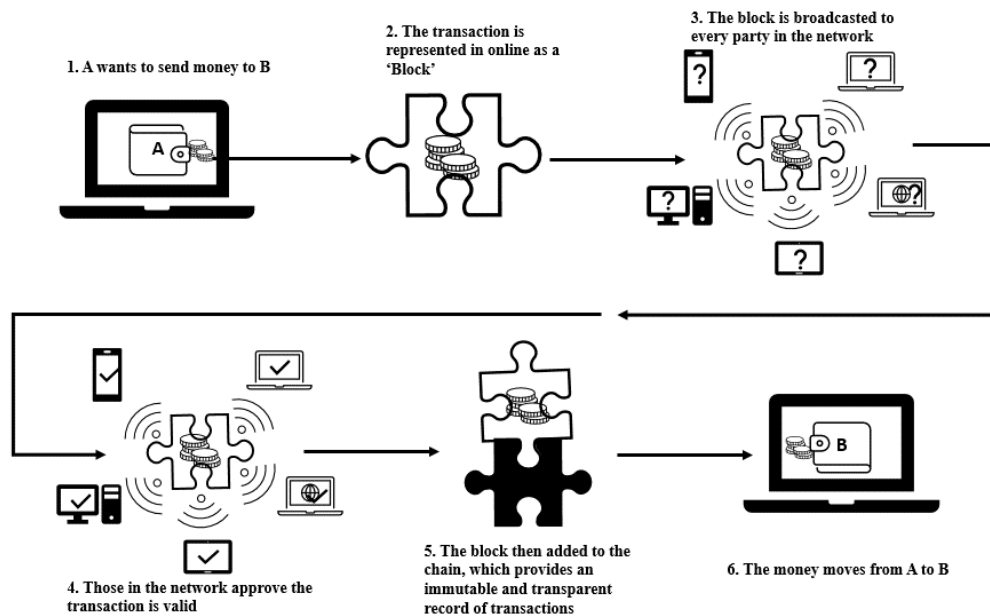 1. A wants to send money to B
A
2. The transaction is
represented in online as a
‘Block’
3. The block is broadcasted to
every party in the network
?
?
?
?
?
4. Those in the network approve the
transaction is valid
5. The block then added to the
chain, which provides an
immutable and transparent
record of transactions
B
6. The money moves from A to B